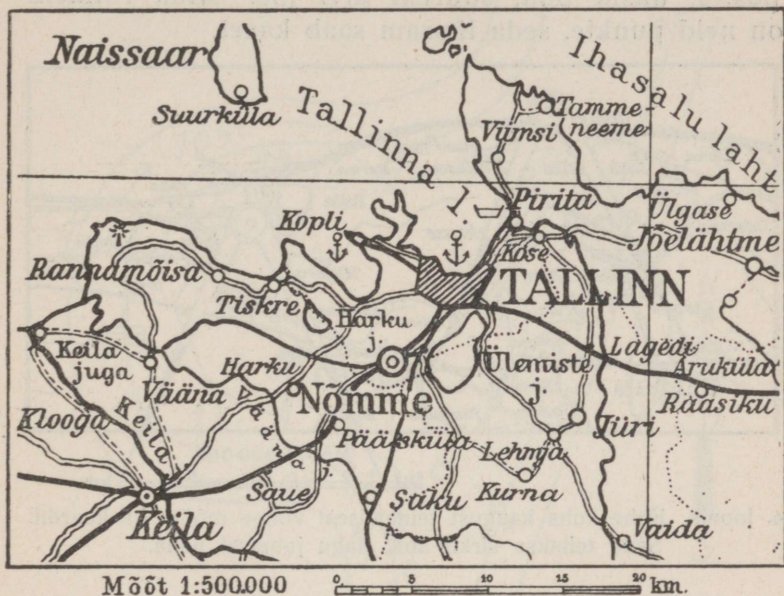 Naissaar
Suurküla
Tallinna l.
Ihasalu laht
Tamme-
neeme
Viimsi
Pirita
Kose
Ülgase
Jõelähtme
Kopli
Rannamõisa
Tiskre
TALLINN
Harku
j.
Keila
juga
Vääna
Harku
Nõmme
Ülemiste
j.
Lagedi
Aruküla
Raasiku
Klooga
Keila
Vääna
j.
Pääsküla
Jüri
Lehmja
Kurna
Saue
Saku
Keila
Vaida
Mõõt 1:500.000
0 5 10 15 20 km.